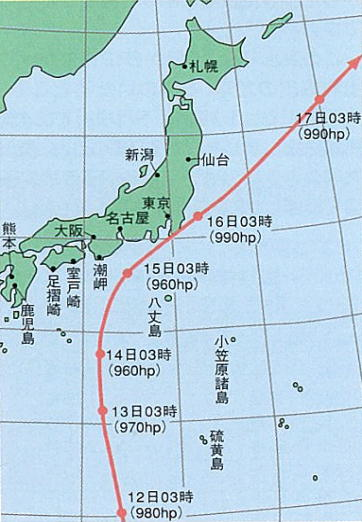 札幌
17日03時
(990hp)
新潟
仙台
東京
16日03時
(990hp)
名古屋
大阪
熊本
潮岬
室戸崎
足摺崎
鹿児島
15日03時
(960hp)
八丈島
14日03時
(960hp)
小笠原諸島
13日03時
(970hp)
硫黄島
12日03時
(980hp)